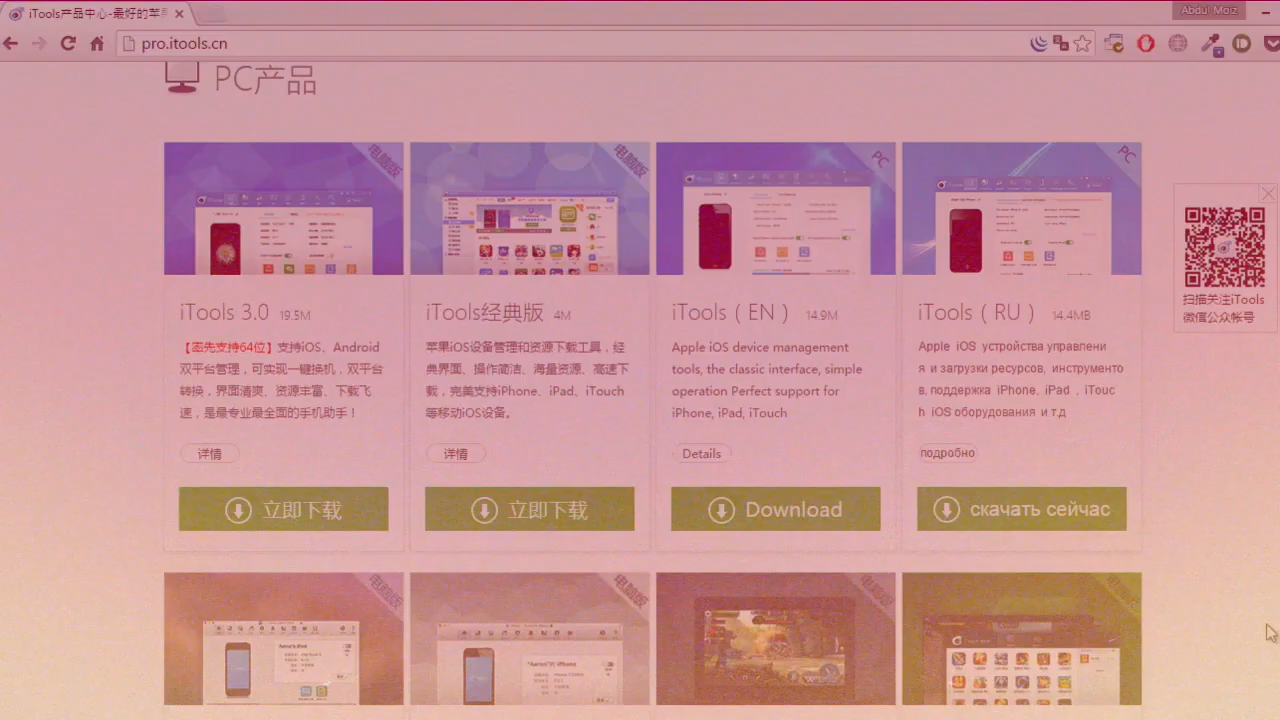 iTools产品中心-最好的苹果
Abdul Moiz
pro.itools.cn
PC产品
电脑版
电脑版
PC
PC
iTools 3.0 19.5M
【率先支持64位】支持iOS、Android
双平台管理，可实现一键换机，双平台
转换，界面清爽、资源丰富、下载飞
速，是最专业最全面的手机助手！
详情
立即下载
iTools经典版 4M
苹果iOS设备管理和资源下载工具，经
典界面、操作简洁、海量资源、高速下
载，完美支持iPhone、iPad、iTouch
等移动iOS设备。
详情
立即下载
iTools ( EN ) 14.9M
Apple iOS device management
tools, the classic interface, simple
operation Perfect support for
iPhone, iPad, iTouch
Details
Download
iTools ( RU ) 14.4MB
Apple iOS устройства управлени
я и загрузки ресурсов, инструменто
в, поддержка iPhone, iPad , iTouc
h iOS оборудования и т.д
подробно
скачать сейчас
扫描关注iTools
微信公众帐号
电脑版
电脑版
电脑版
电脑版